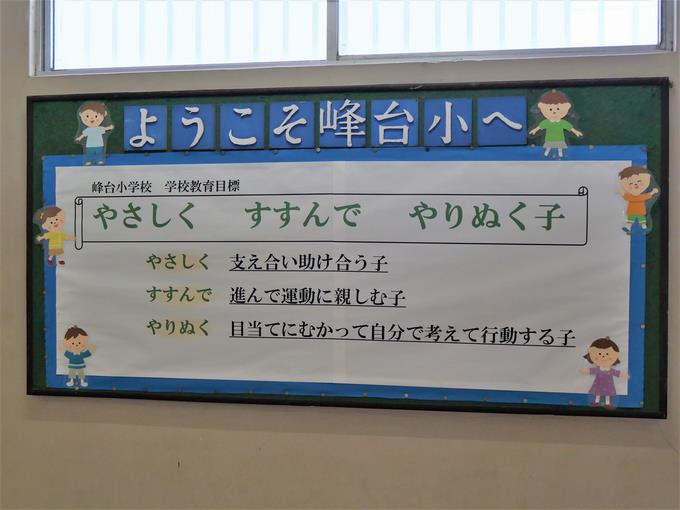 ようこそ峰台小へ
峰台小学校　学校教育目標
やさしく　すすんで　やりぬく子
やさしく　支え合い助け合う子
すすんで　進んで運動に親しむ子
やりぬく　目当てにむかって自分で考えて行動する子